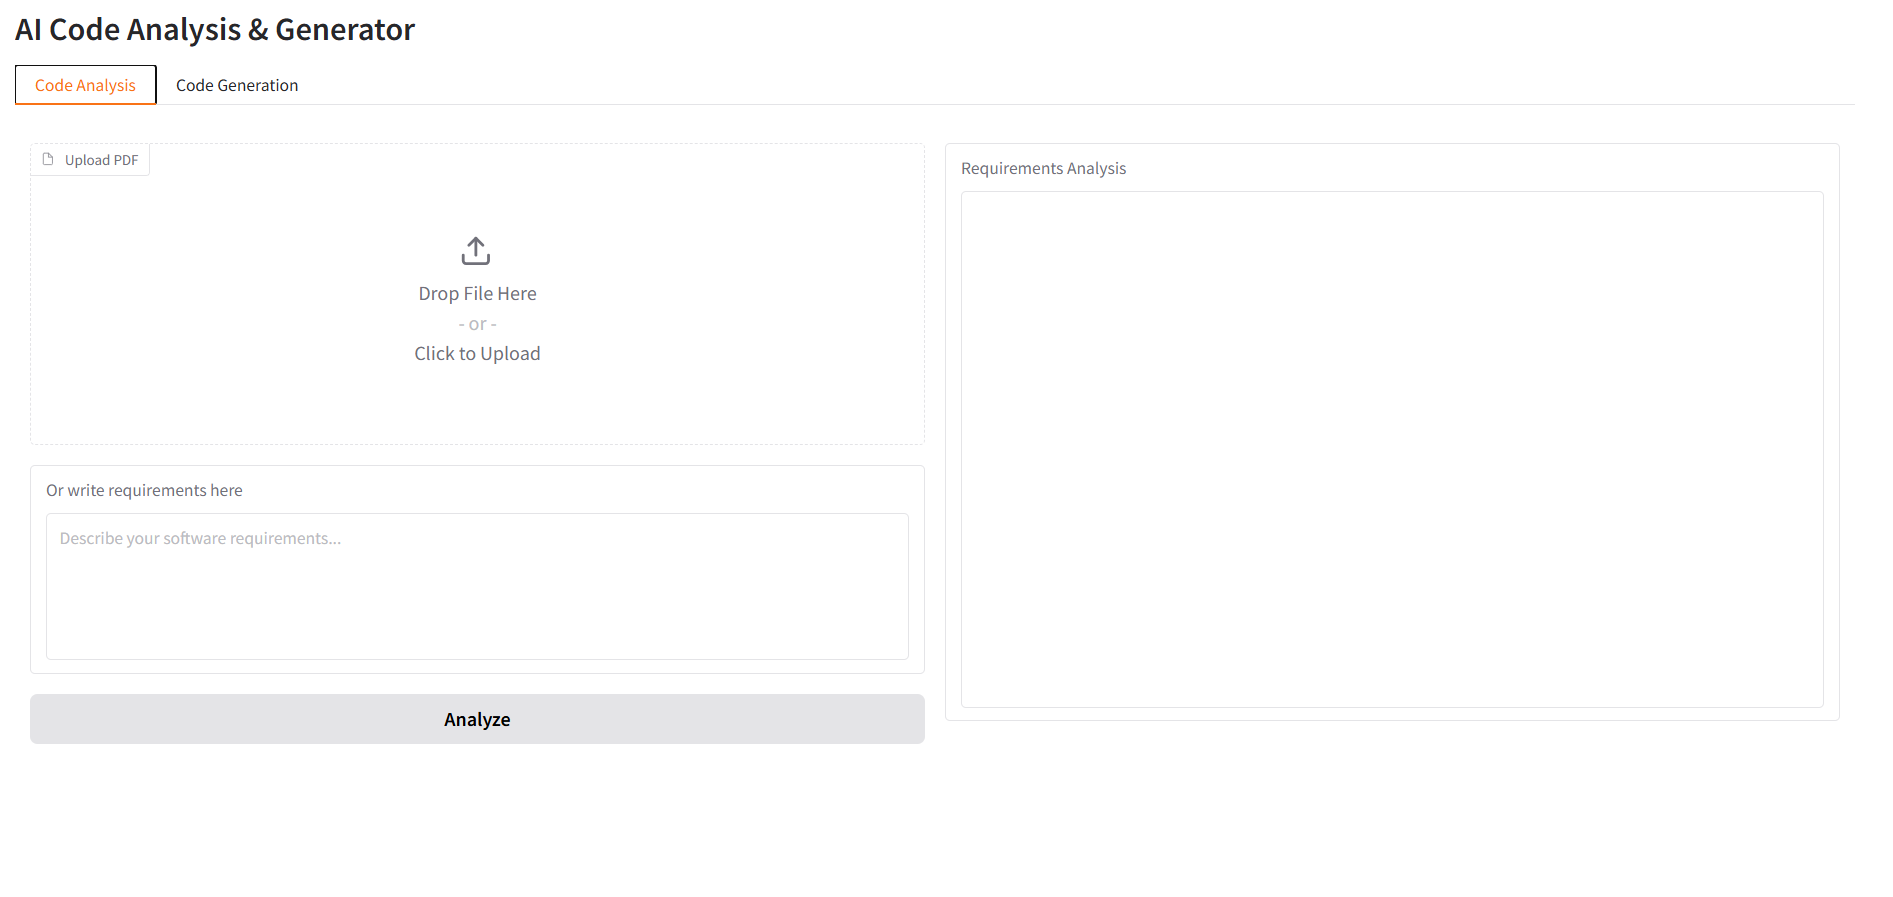 AI Code Analysis & Generator
Code Analysis
Code Generation
Upload PDF
Drop File Here
- or -
Click to Upload
Or write requirements here
Describe your software requirements...
Analyze
Requirements Analysis